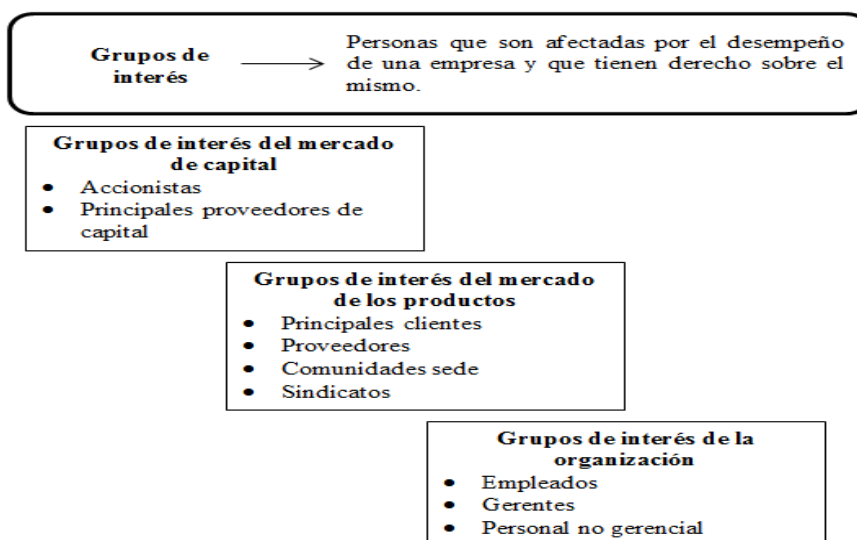 Grupos de
interés
Personas que son afectadas por el desempeño
de una empresa y que tienen derecho sobre el
mismo.
Grupos de interés del mercado
de capital
• Accionistas
• Principales proveedores de
capital
Grupos de interés del mercado
de los productos
• Principales clientes
• Proveedores
• Comunidades sede
• Sindicatos
Grupos de interés de la
organización
• Empleados
• Gerentes
• Personal no gerencial